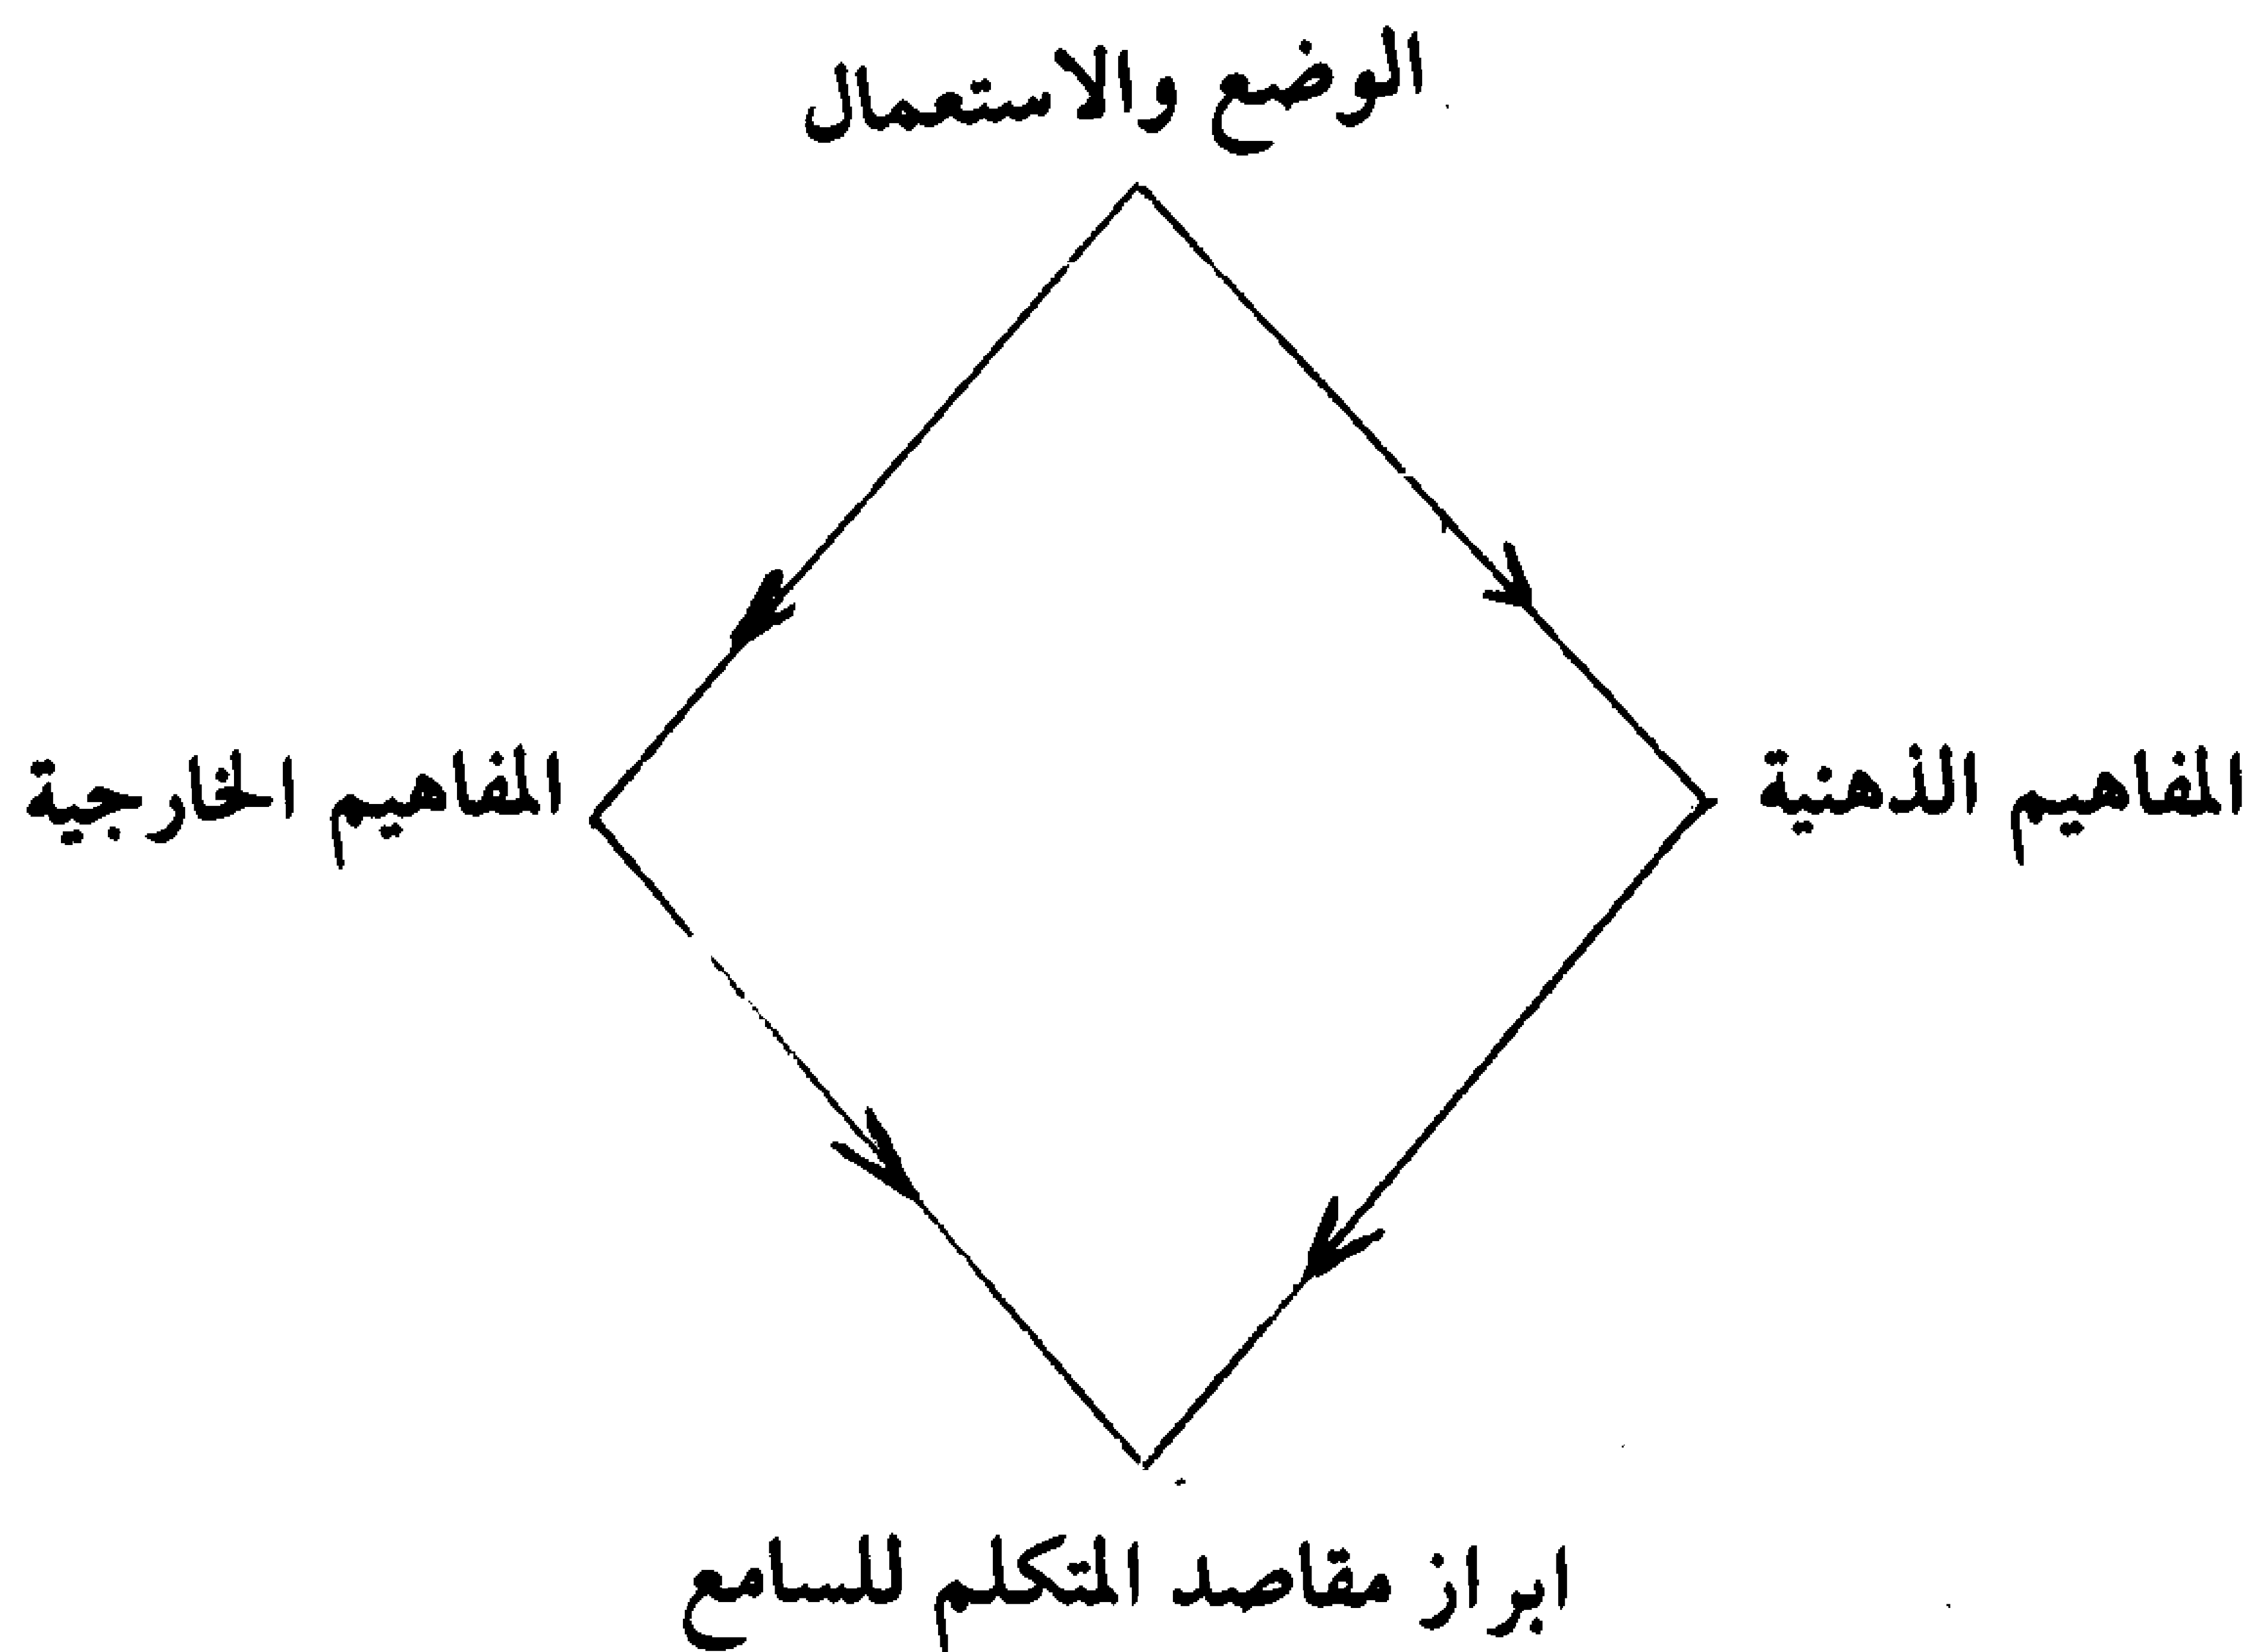 الوضع والاستعمال
المفاهيم الذهنية
المفاهيم الخارجية
ابراز مقاصد المتكلم للسامع